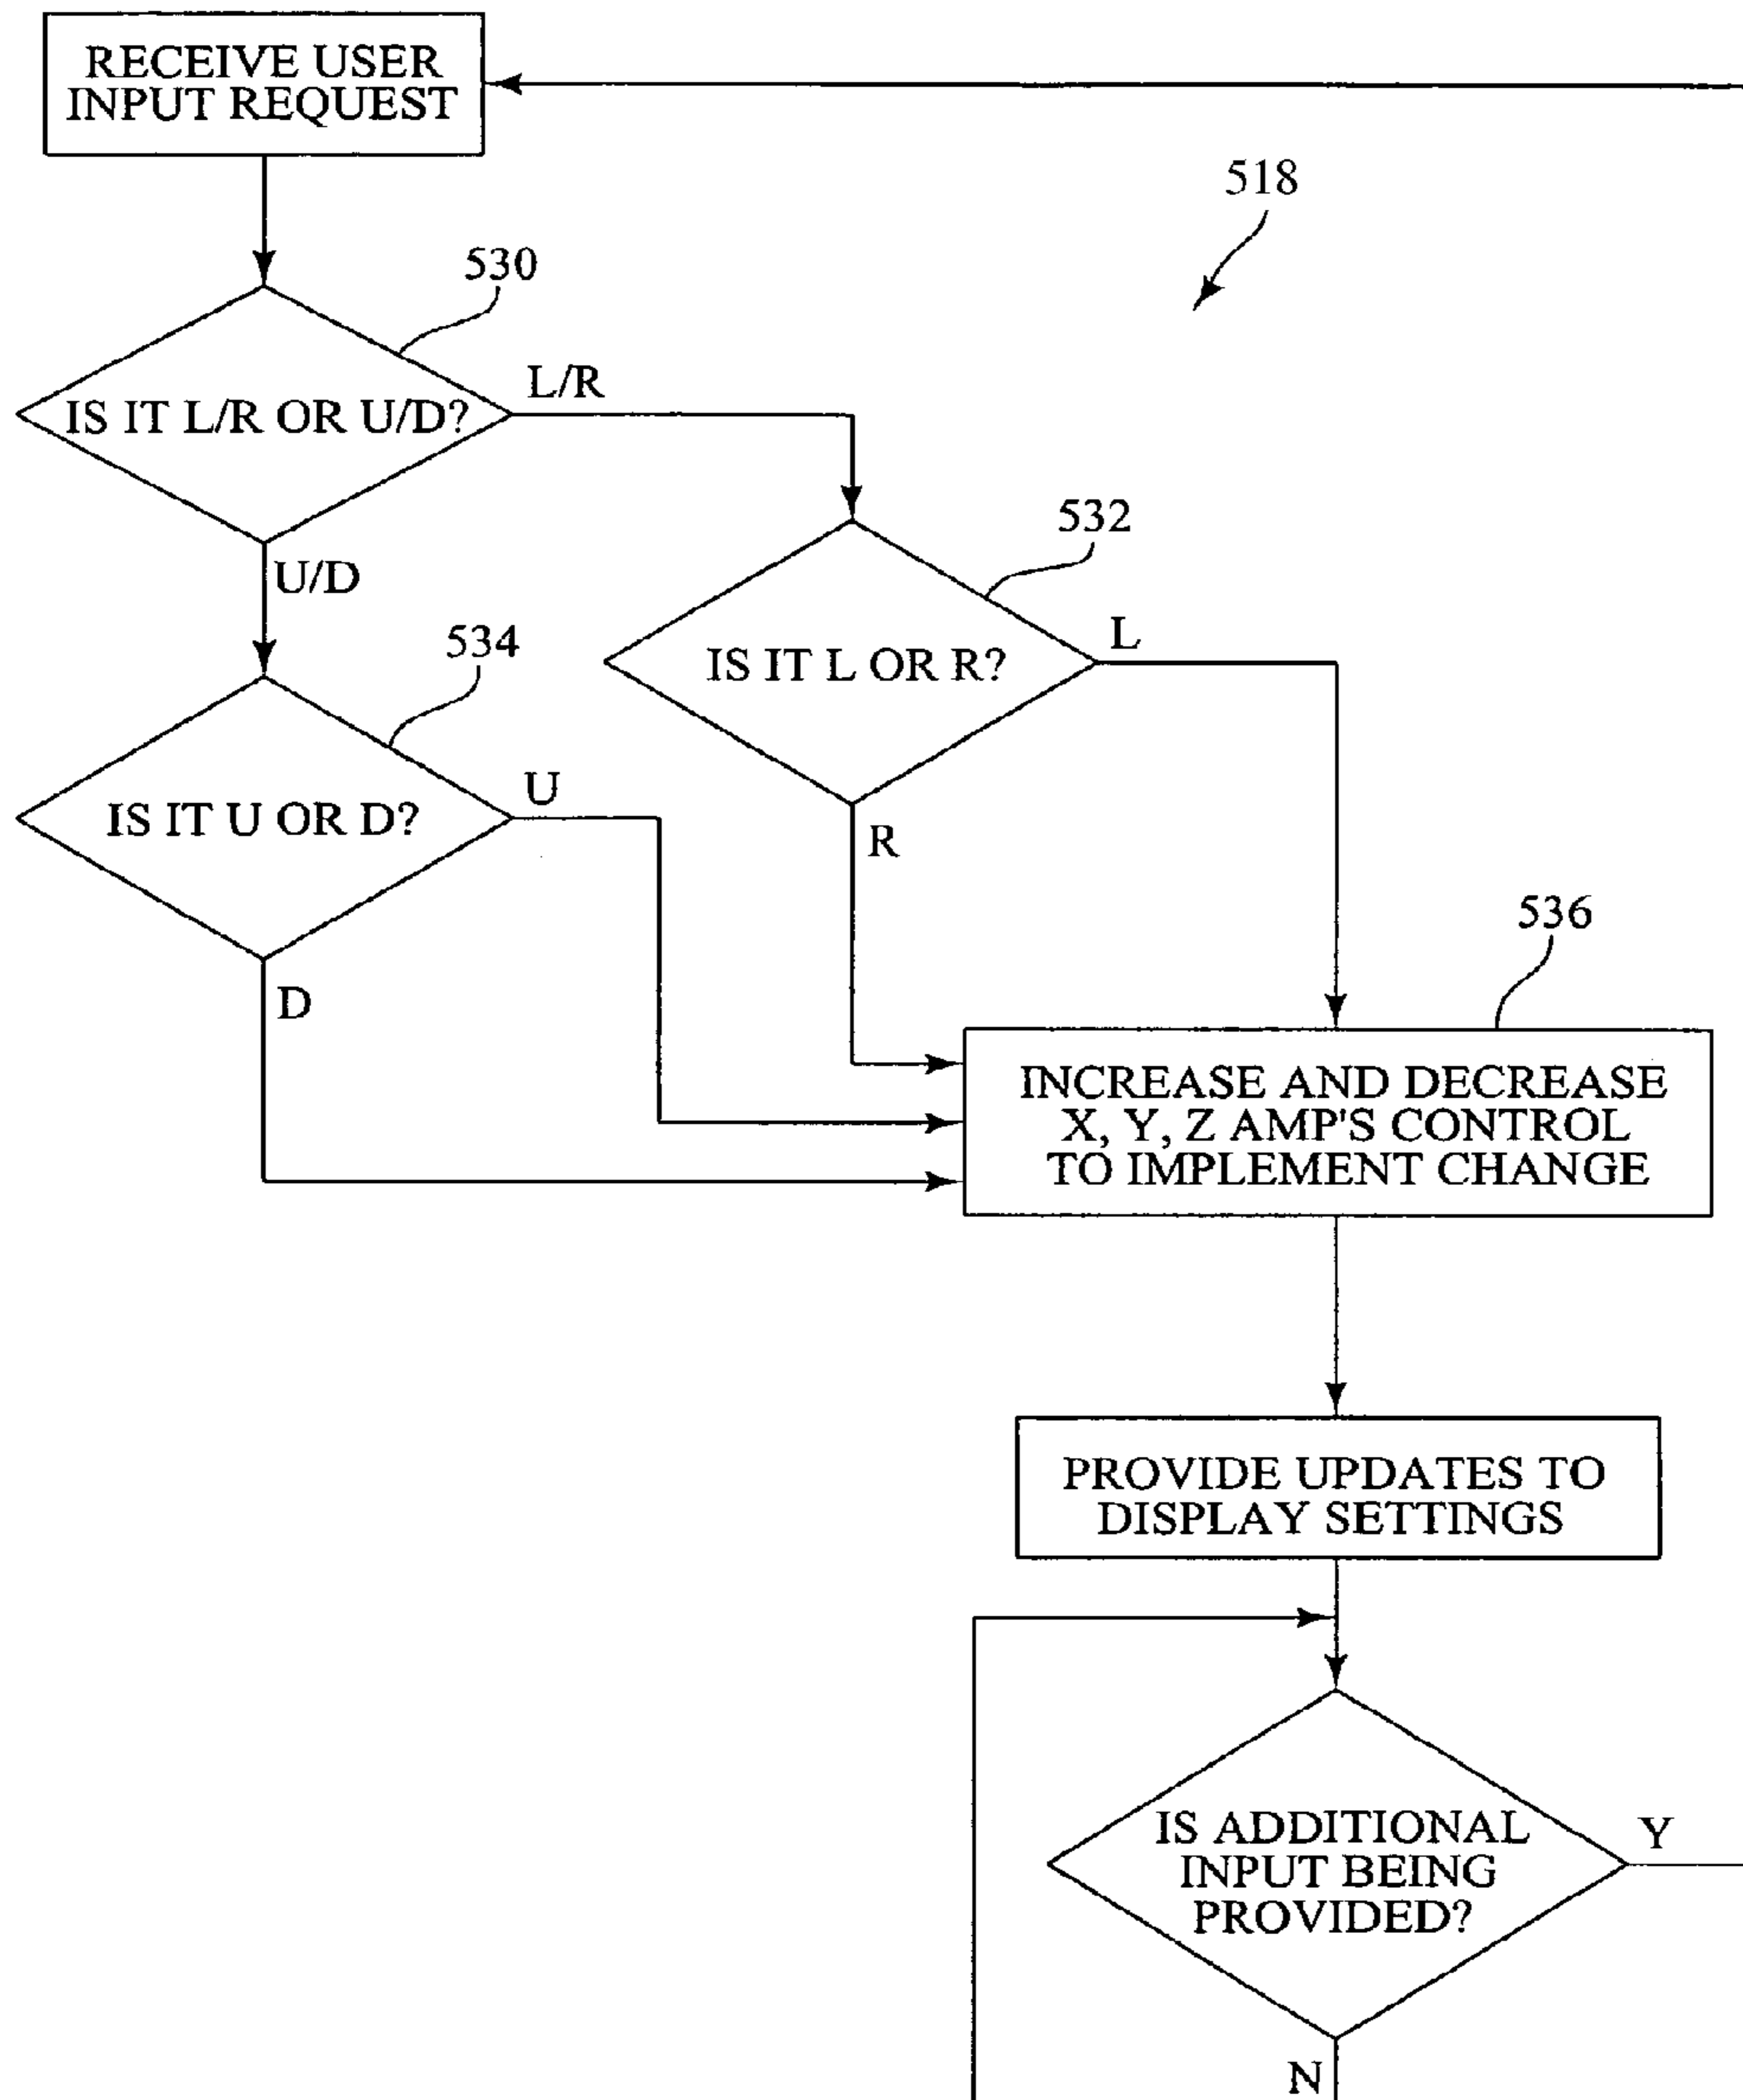 RECEIVE USER
INPUT REQUEST
518
530
IS IT L/R OR U/D?
L/R
U/D
532
IS IT L OR R?
L
R
534
IS IT U OR D?
U
D
536
INCREASE AND DECREASE
X, Y, Z AMP'S CONTROL
TO IMPLEMENT CHANGE
PROVIDE UPDATES TO
DISPLAY SETTINGS
IS ADDITIONAL
INPUT BEING
PROVIDED?
Y
N